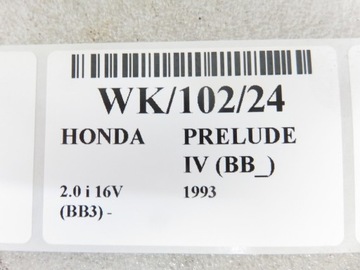 WK/102/24
HONDA PRELUDE
IV (BB_)
2.0 i 16V 1993
(BB3) -